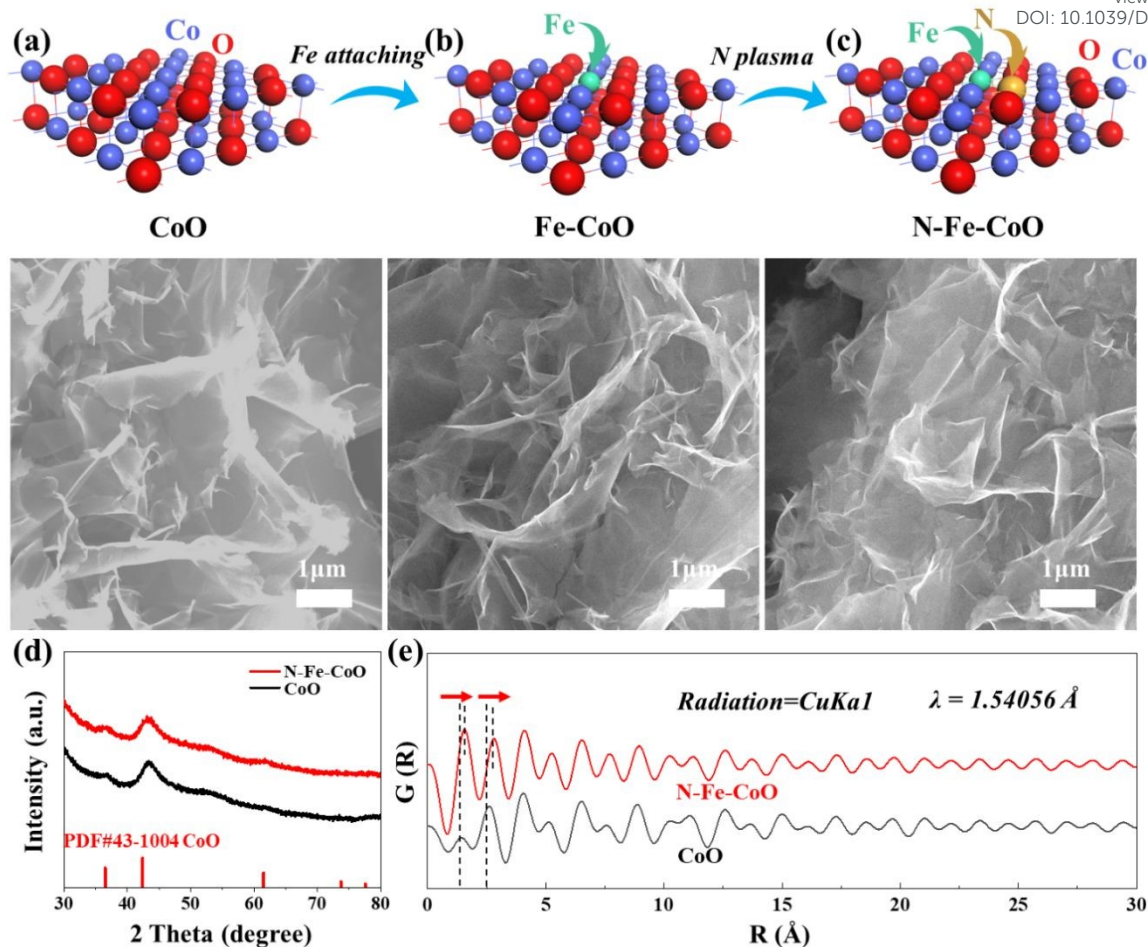 View
DOI: 10.1039/D
(a)
Co
O
Fe attaching
(b)
Fe
N plasma
(c)
Fe
N
O
Co
CoO
Fe-CoO
N-Fe-CoO
1μm
1μm
1μm
(d)
N-Fe-CoO
CoO
PDF#43-1004 CoO
Intensity (a.u.)
30 40 50 60 70 80
2 Theta (degree)
(e)
Radiation=CuKa1 λ = 1.54056 Å
N-Fe-CoO
CoO
G (R)
0 5 10 15 20 25 30
R (Å)